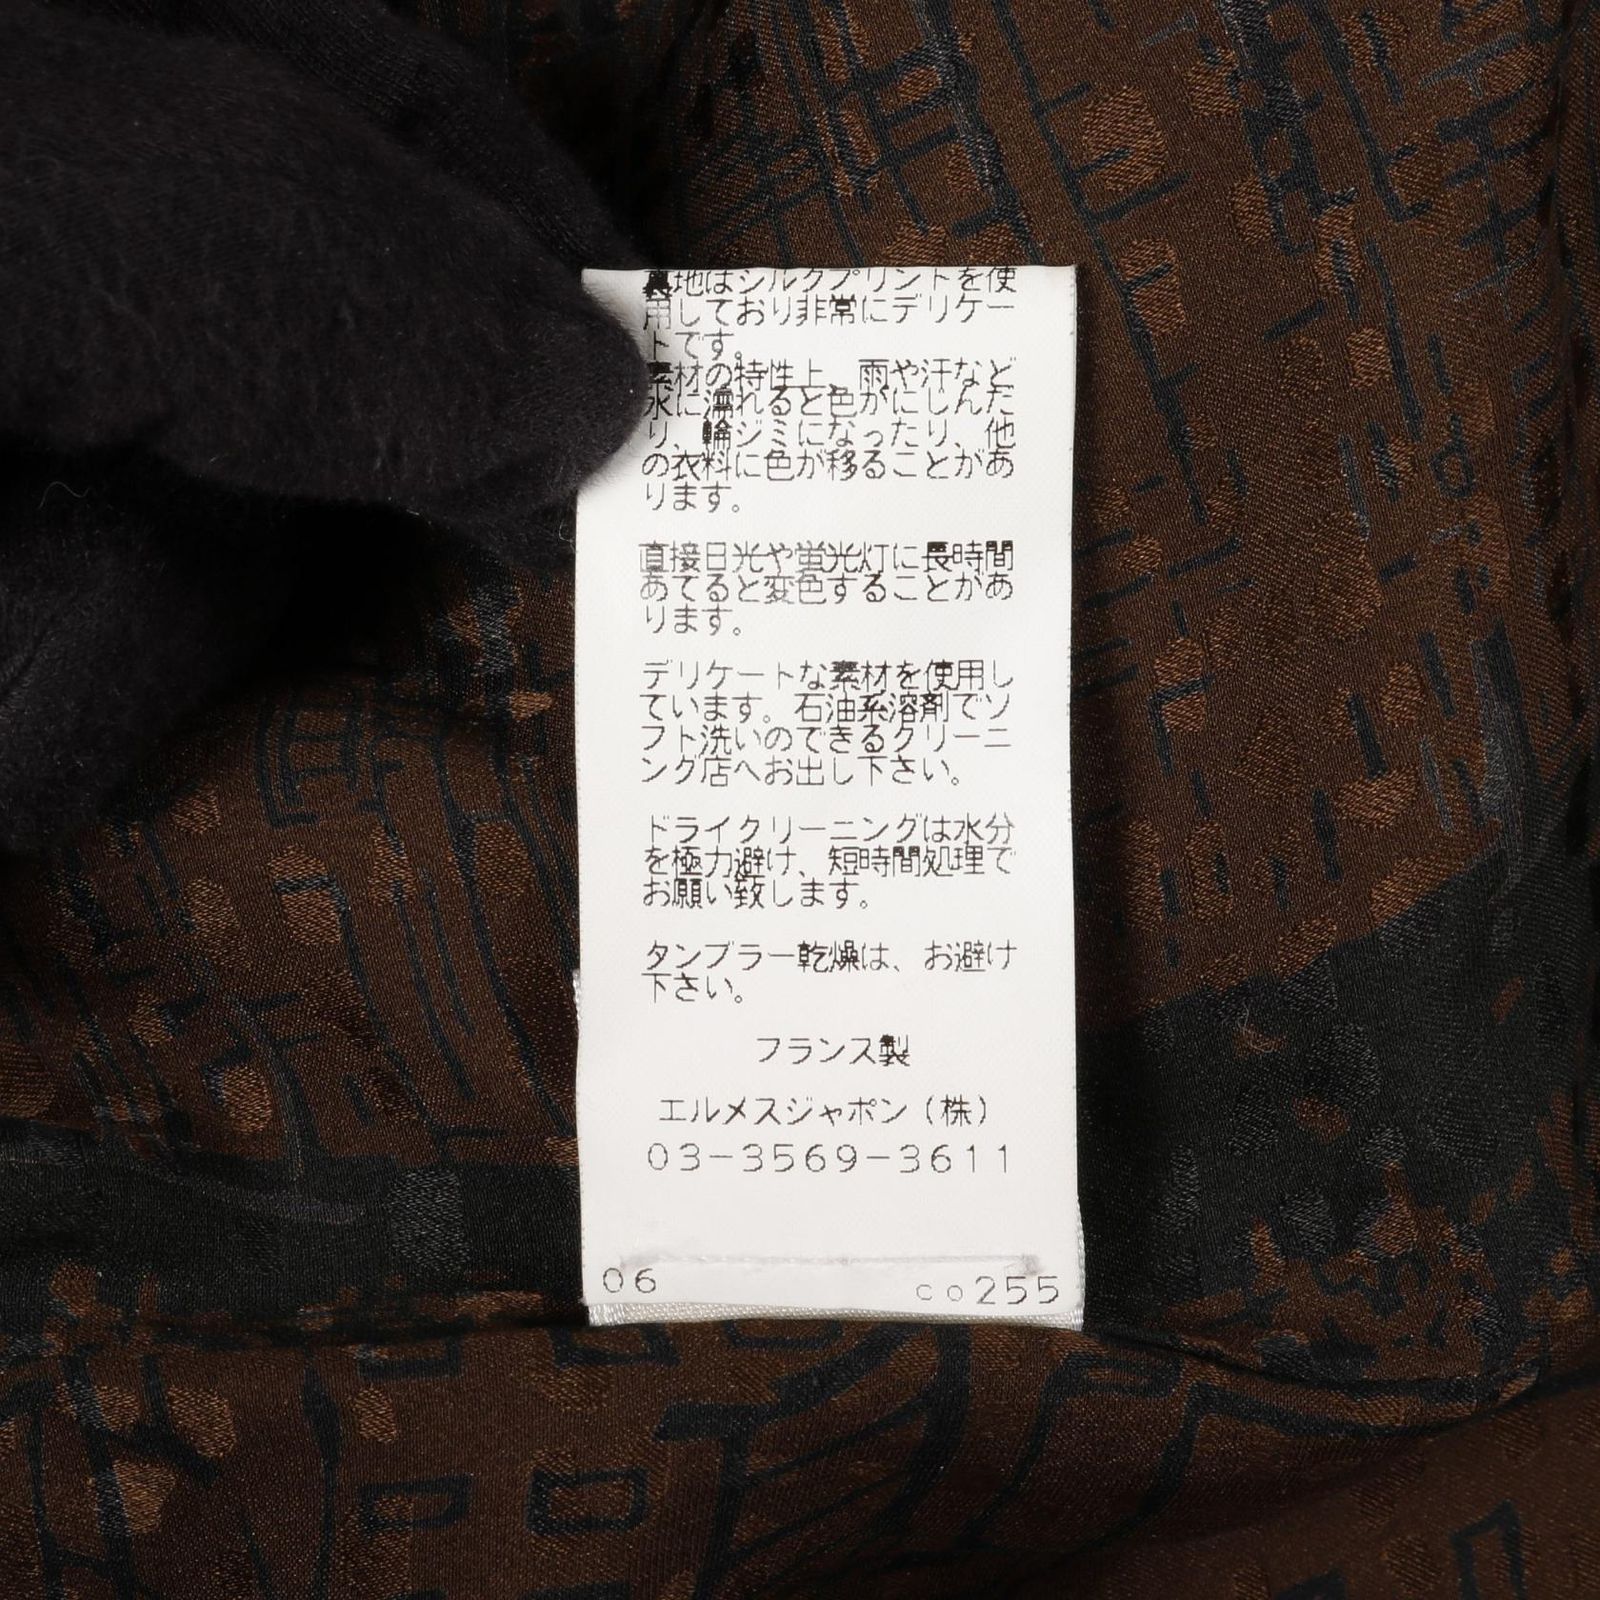 裏地はシルクプリントを使
用しており非常にデリケー
トです。
素材の特性上、雨や汗など
水に濡れると色がにじんだ
り、輪ジミになったり、他
の衣料に色が移ることがあ
ります。
直接日光や蛍光灯に長時間
あてると変色することがあ
ります。
デリケートな素材を使用し
ています。石油系溶剤でソ
フト洗いのできるクリーニ
ング店へお出し下さい。
ドライクリーニングは水分
を極力避け、短時間処理で
お願い致します。
タンブラー乾燥は、お避け
下さい。
フランス製
エルメスジャポン（株）
03-3569-3611
06 co255